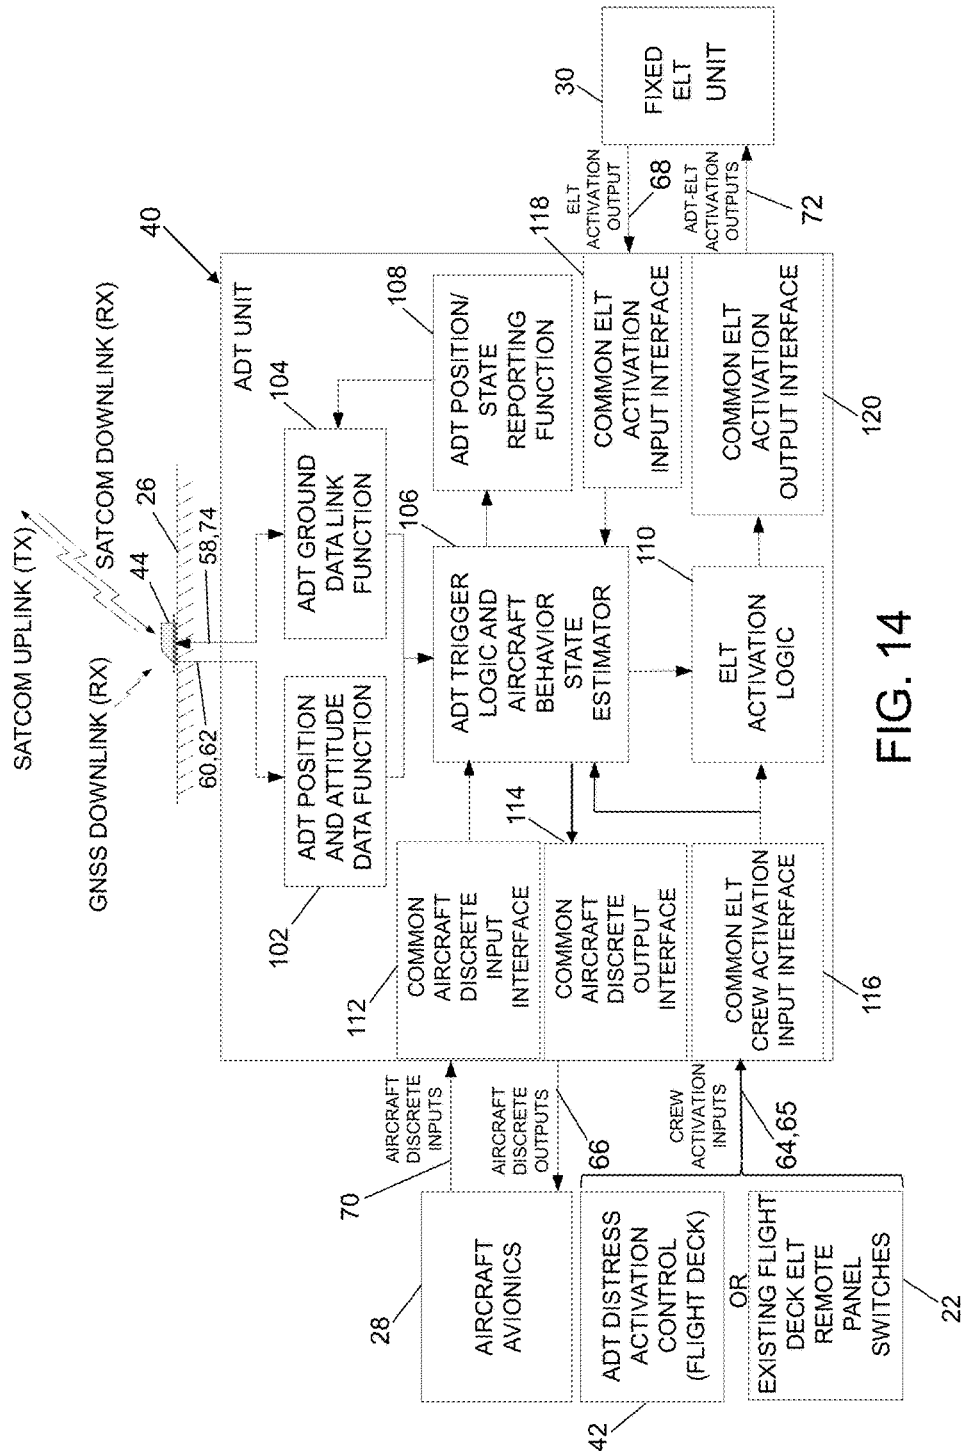 SATCOM UPLINK (TX)
SATCOM DOWNLINK (RX)
GNSS DOWNLINK (RX)
44
26
58,74
60,62
40
ADT UNIT
104
ADT GROUND
DATA LINK
FUNCTION
ADT POSITION
AND ATTITUDE
DATA FUNCTION
102
108
ADT POSITION/
STATE
REPORTING
FUNCTION
106
ADT TRIGGER
LOGIC AND
AIRCRAFT
BEHAVIOR
STATE
ESTIMATOR
112
COMMON
AIRCRAFT
DISCRETE
INPUT
INTERFACE
114
COMMON
AIRCRAFT
DISCRETE
OUTPUT
INTERFACE
COMMON ELT
CREW ACTIVATION
INPUT INTERFACE
116
110
ELT
ACTIVATION
LOGIC
118
COMMON ELT
ACTIVATION
INPUT INTERFACE
COMMON ELT
ACTIVATION
OUTPUT INTERFACE
120
ELT
ACTIVATION
OUTPUT
68
ADT-ELT
ACTIVATION
OUTPUTS
72
30
FIXED
ELT
UNIT
AIRCRAFT
DISCRETE
INPUTS
70
AIRCRAFT
DISCRETE
OUTPUTS
66
CREW
ACTIVATION
INPUTS
64,65
28
AIRCRAFT
AVIONICS
ADT DISTRESS
ACTIVATION
CONTROL
(FLIGHT DECK)
42
OR
EXISTING FLIGHT
DECK ELT
REMOTE
PANEL
SWITCHES
22
FIG. 14